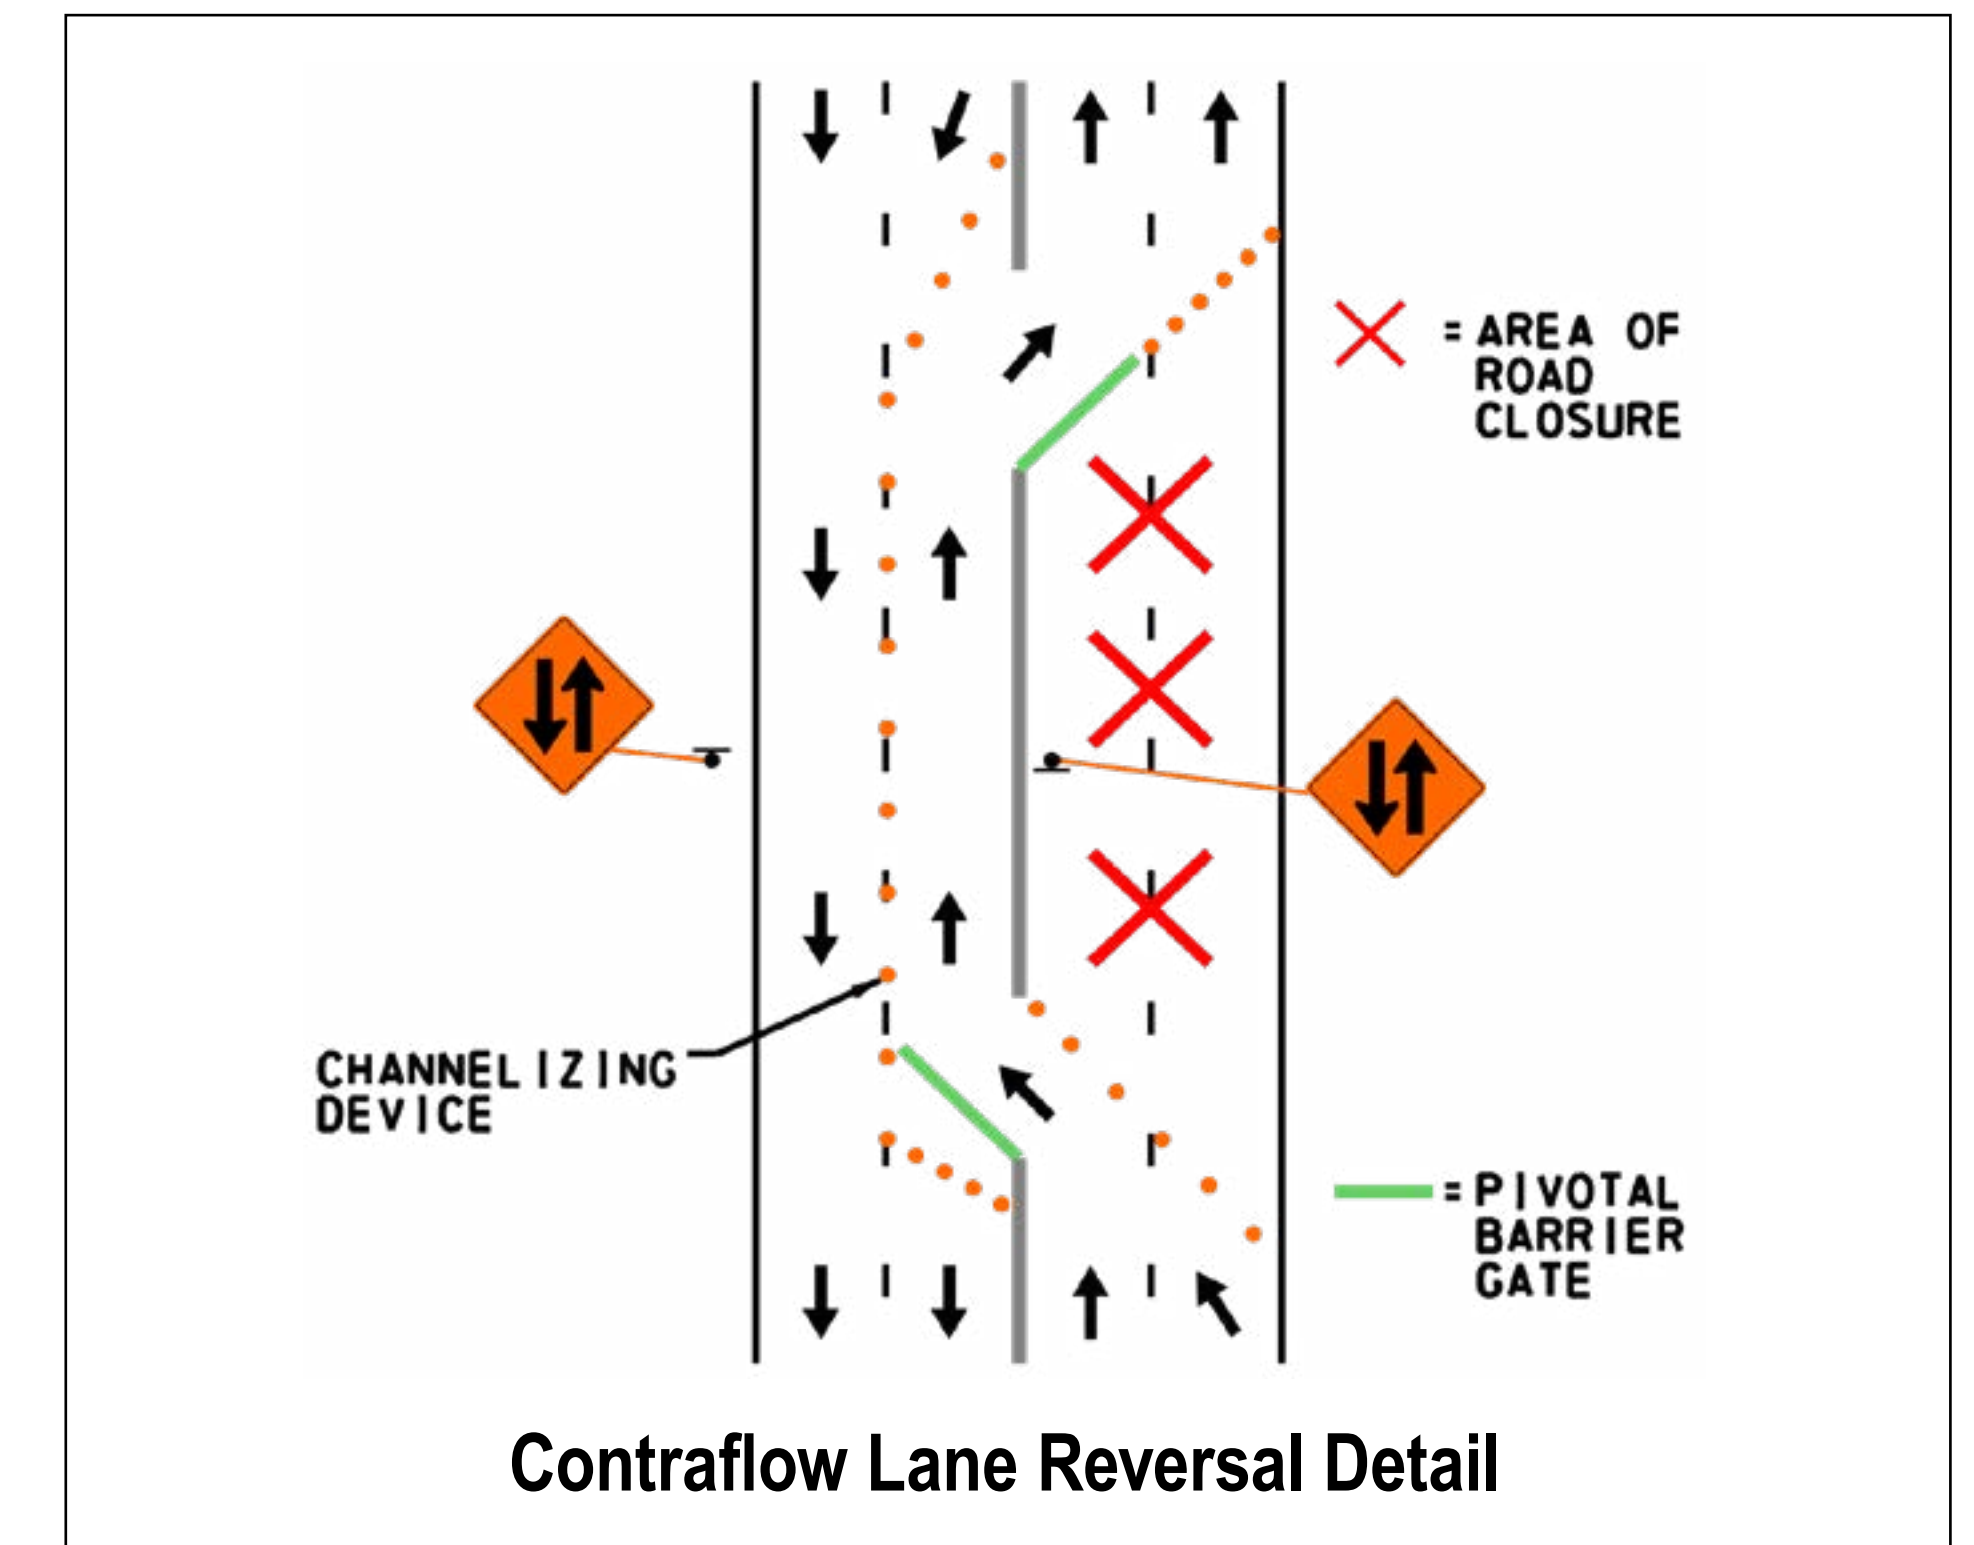 = AREA OF
ROAD
CLOSURE
CHANNELIZING
DEVICE
= PIVOTAL
BARRIER
GATE
Contraflow Lane Reversal Detail